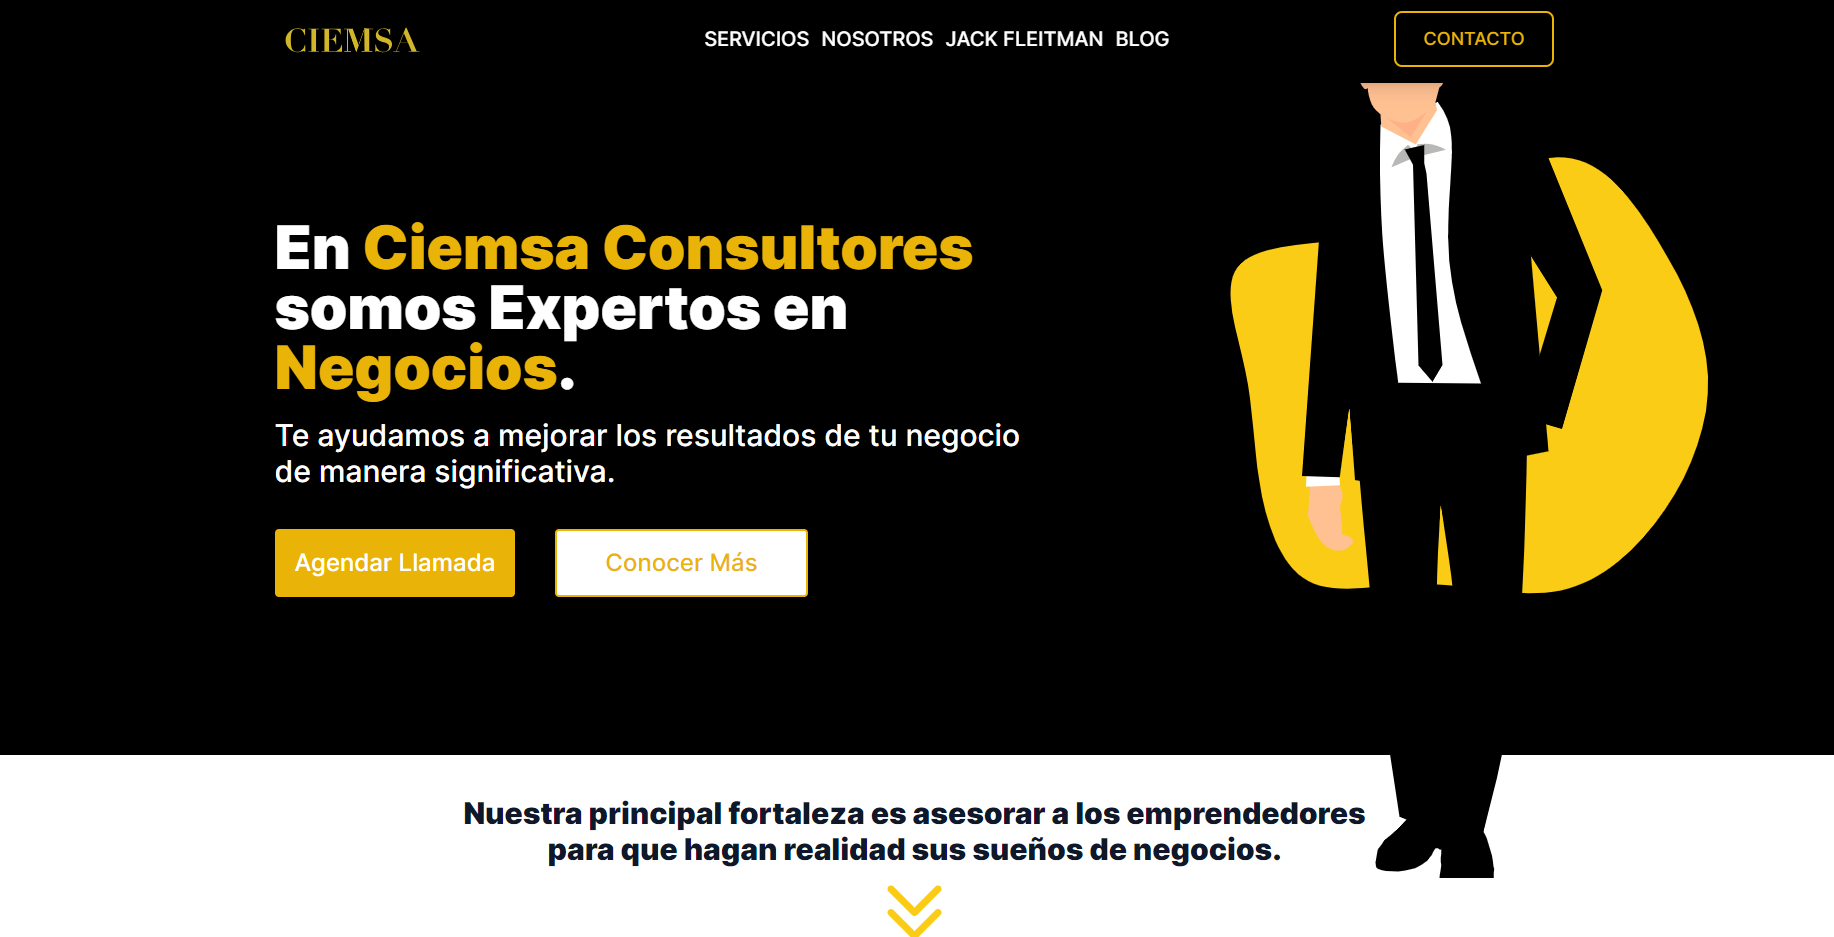 CIEMSA
SERVICIOS NOSOTROS JACK FLEITMAN BLOG
CONTACTO
En Ciemsa Consultores
somos Expertos en
Negocios.
Te ayudamos a mejorar los resultados de tu negocio
de manera significativa.
Agendar Llamada
Conocer Más
Nuestra principal fortaleza es asesorar a los emprendedores
para que hagan realidad sus sueños de negocios.